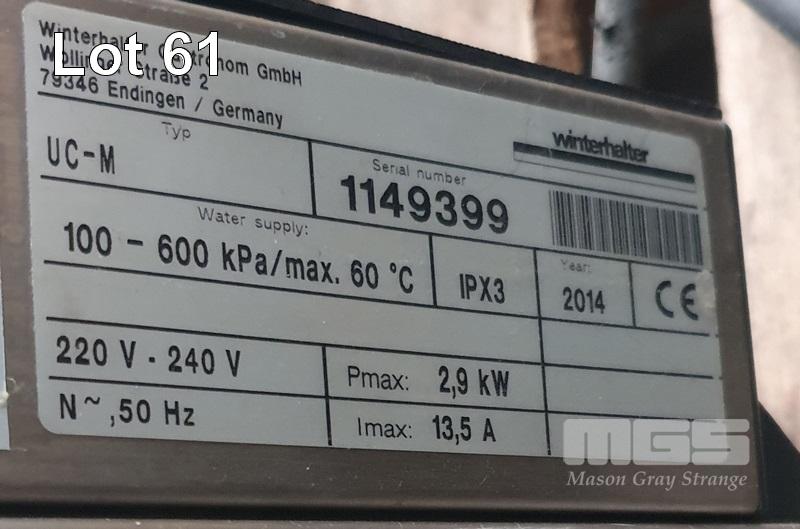 Lot 61
Winterhalter Gastronom GmbH
Straße 2
79346 Endingen / Germany
winterhalter
Typ
UC-M
Serial number
1149399
Water supply:
100 - 600 kPa/max. 60 °C
IPX3
Year:
2014
CE
220 V - 240 V
Pmax: 2,9 kW
N~, 50 Hz
Imax: 13,5 A
MGS
Mason Gray Strange